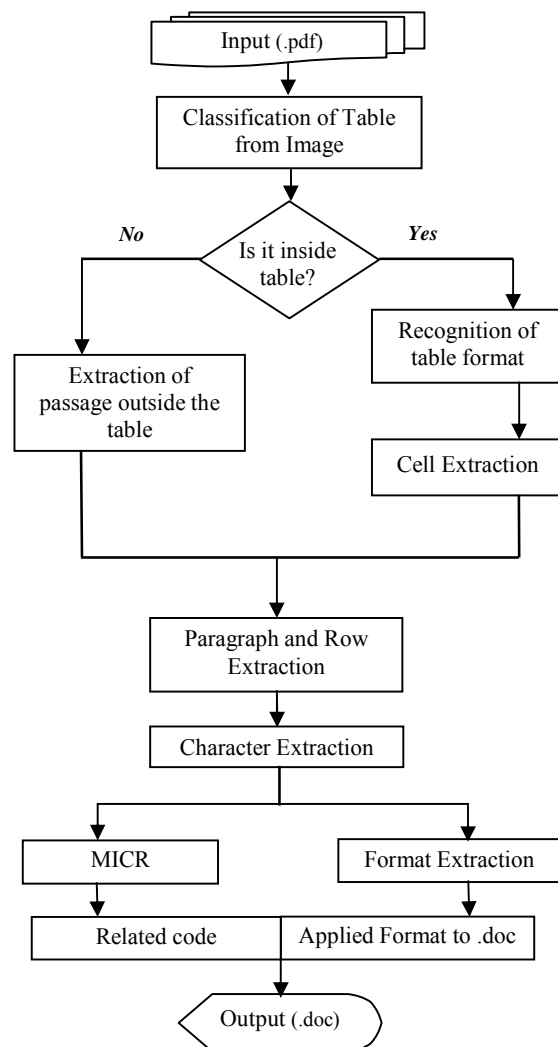 Input (.pdf)
Classification of Table
from Image
No
Yes
Is it inside
table?
Recognition of
table format
Extraction of
passage outside the
table
Cell Extraction
Paragraph and Row
Extraction
Character Extraction
MICR
Format Extraction
Related code
Applied Format to .doc
Output (.doc)